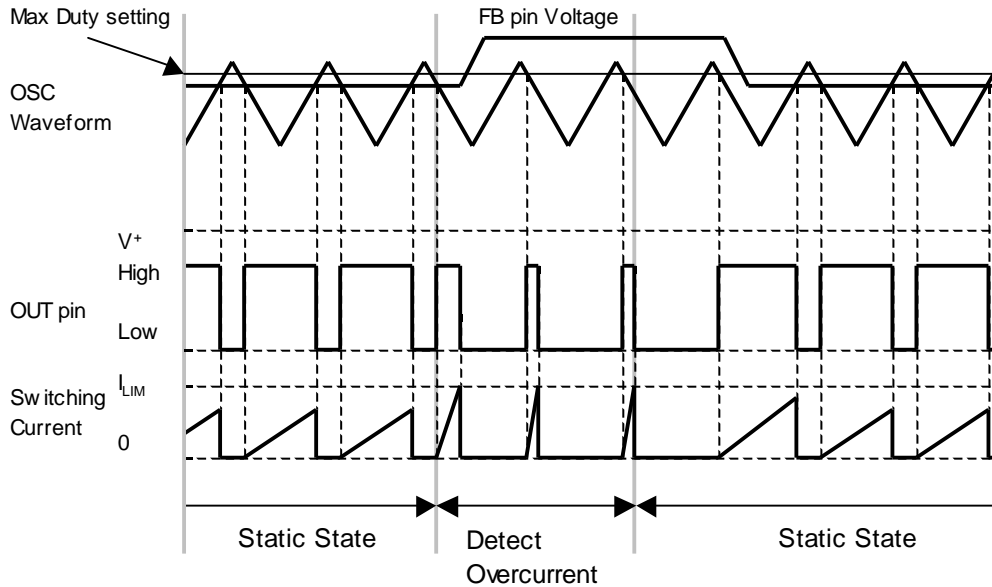 Max Duty setting
FB pin Voltage
OSC
Waveform
V+
High
OUT pin
Low
ILIM
Switching
Current
0
Static State
Detect
Overcurrent
Static State